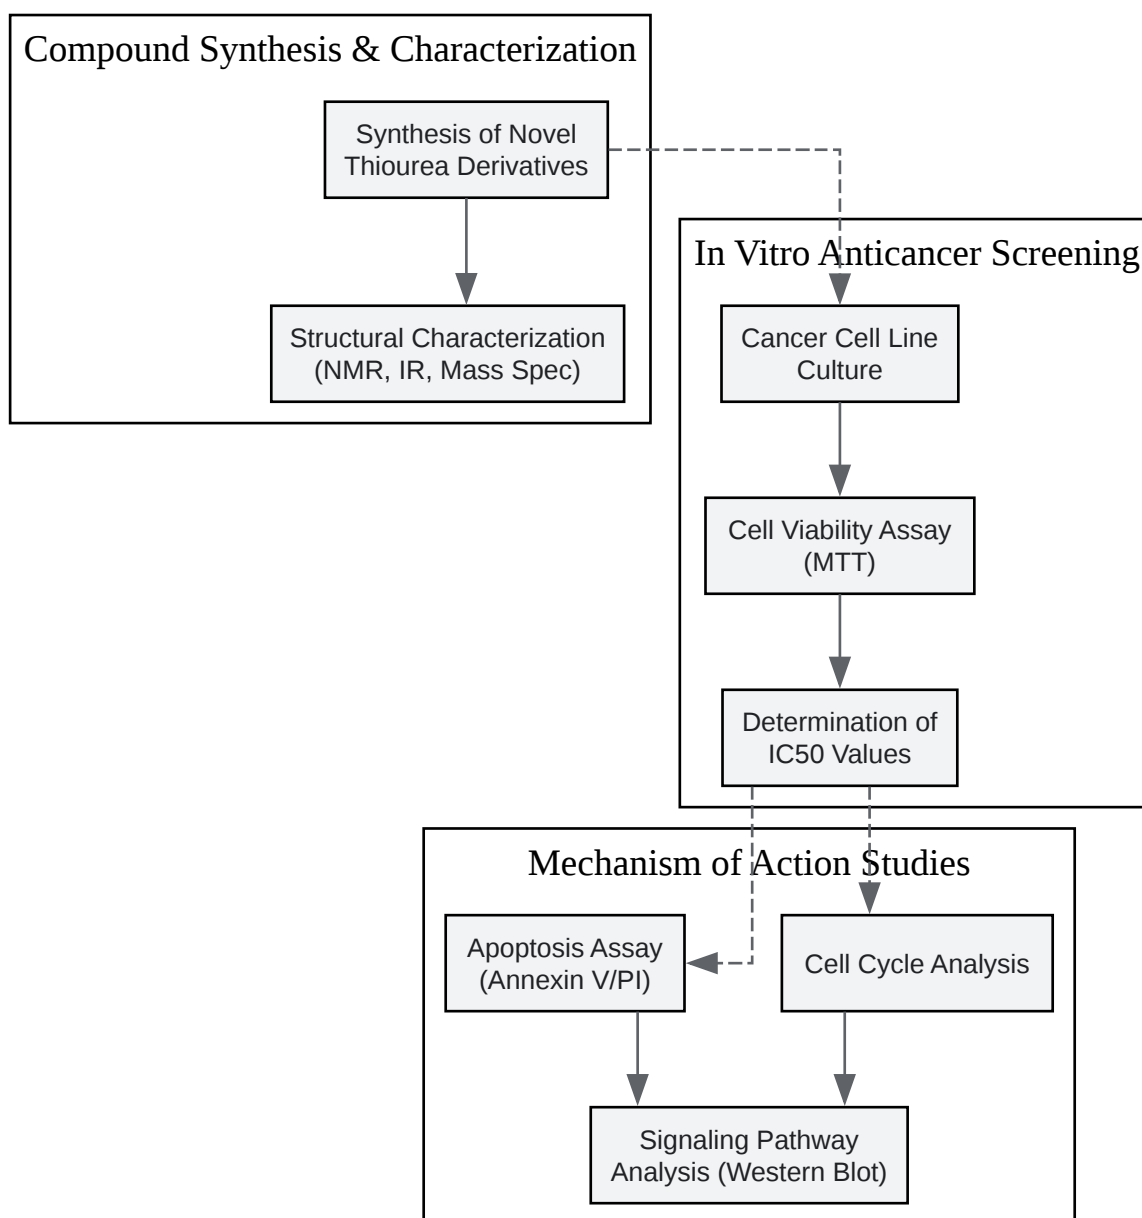 Compound Synthesis & Characterization
Synthesis of Novel
Thiourea Derivatives
Structural Characterization
(NMR, IR, Mass Spec)
In Vitro Anticancer Screening
Cancer Cell Line
Culture
Cell Viability Assay
(MTT)
Determination of
IC50 Values
Mechanism of Action Studies
Apoptosis Assay
(Annexin V/PI)
Cell Cycle Analysis
Signaling Pathway
Analysis (Western Blot)